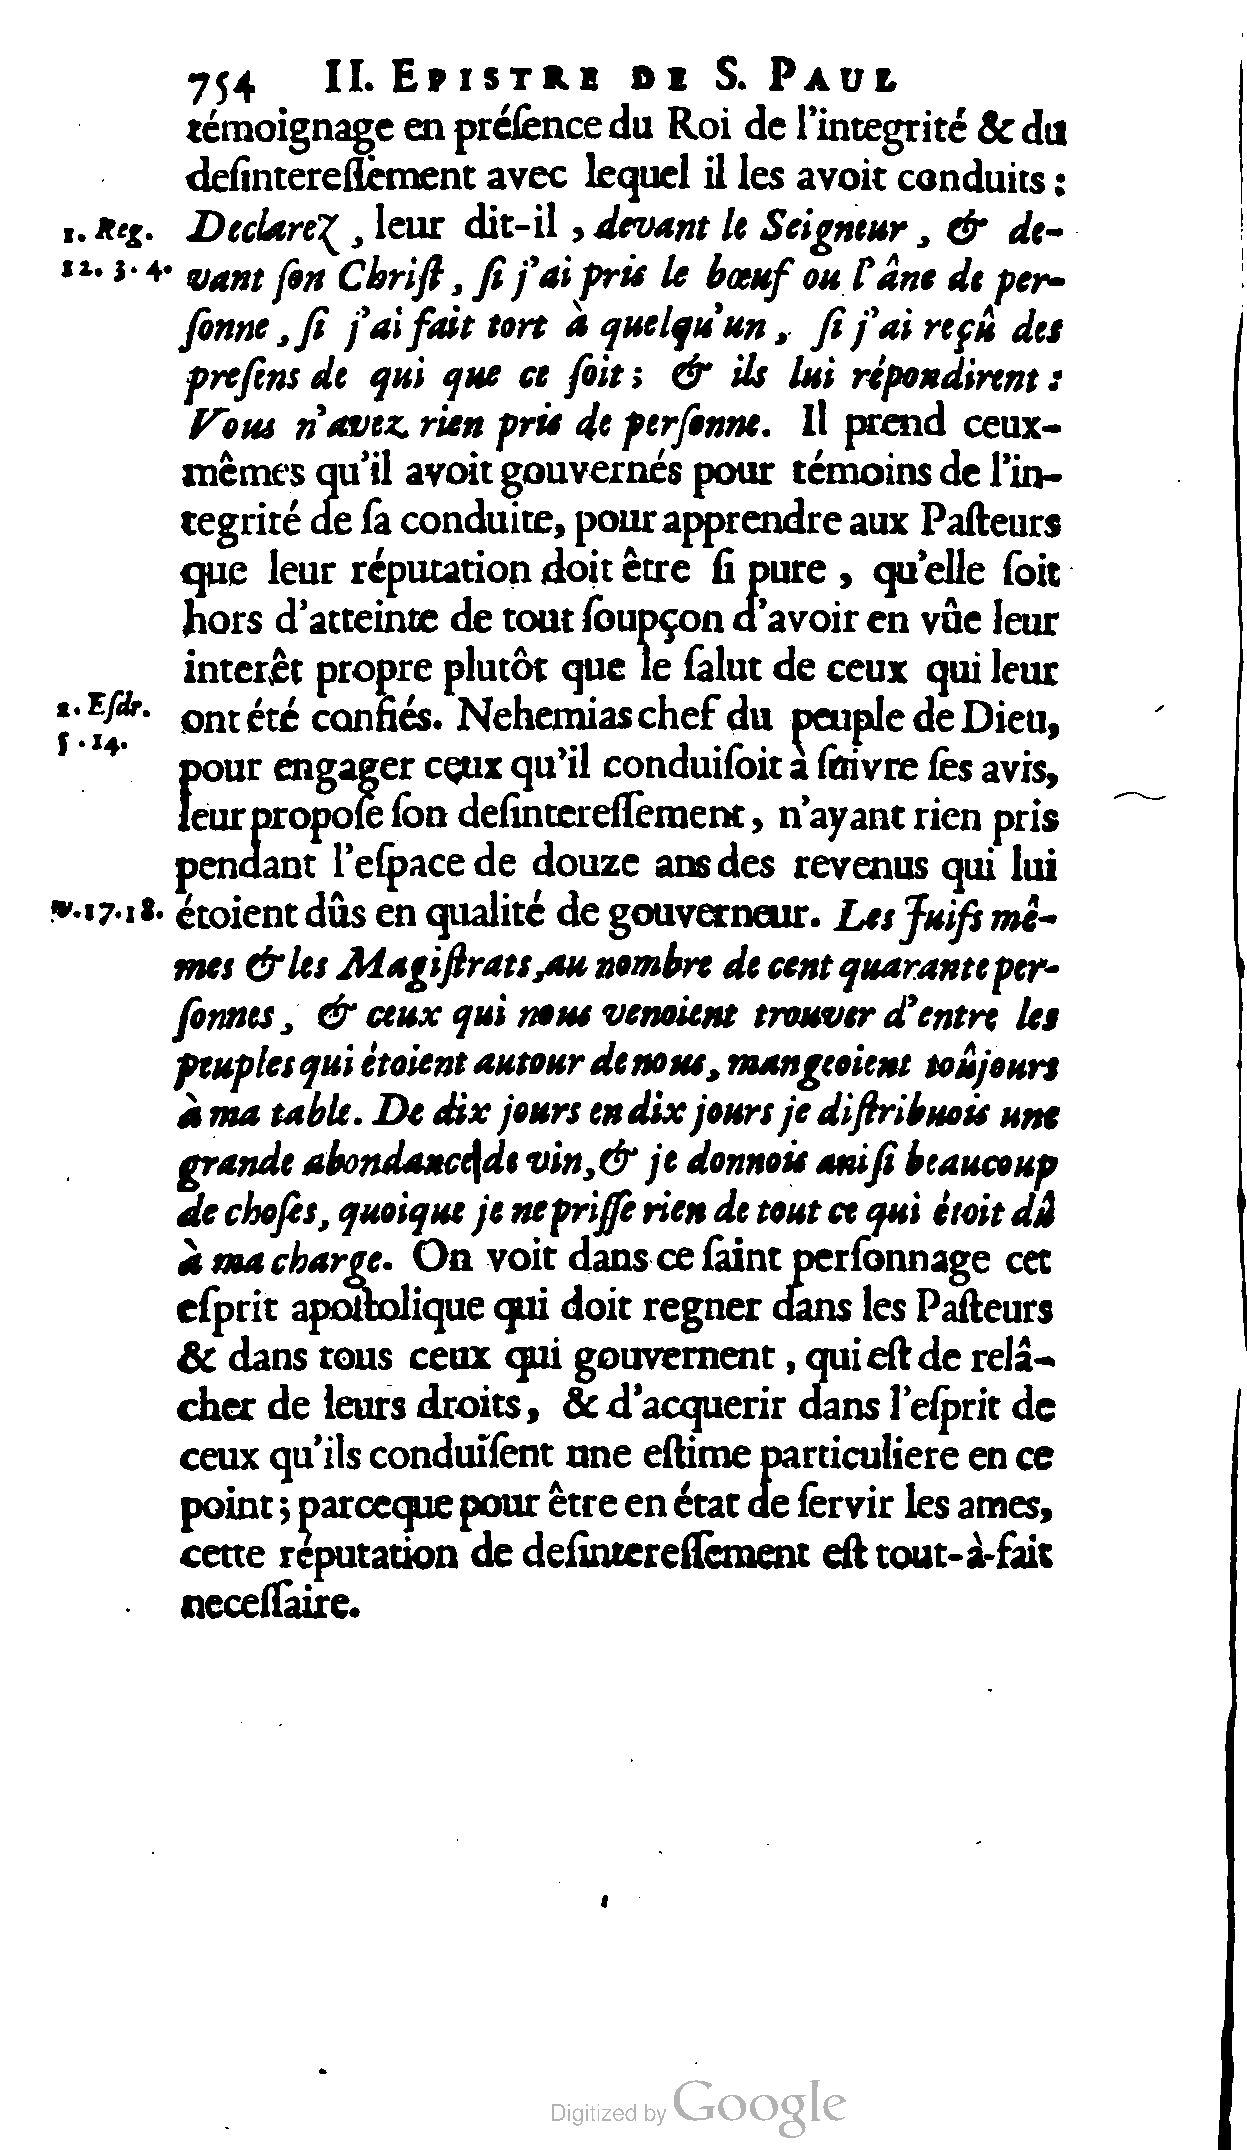 754 II. EPISTRE DE S. PAUL
témoignage en préſence du Roi de l'integrité & du
deſintereſſement avec lequel il les avoit conduits :
1. Reg. Declarez, leur dit-il, devant le Seigneur, & de-
12. 3. 4. vant ſon Chriſt, ſi j'ai pris le bœuf ou l'âne de per-
ſonne, ſi j'ai fait tort à quelqu'un, ſi j'ai reçû des
preſens de qui que ce ſoit ; & ils lui répondirent :
Vous n'avez rien pris de perſonne. Il prend ceux-
mêmes qu'il avoit gouvernés pour témoins de l'in-
tegrité de ſa conduite, pour apprendre aux Paſteurs
que leur réputation doit être ſi pure, qu'elle ſoit
hors d'atteinte de tout ſoupçon d'avoir en vûe leur
interêt propre plutôt que le ſalut de ceux qui leur
2. Eſdr. ont été confiés. Nehemias chef du peuple de Dieu,
5. 14.
pour engager ceux qu'il conduiſoit à ſuivre ſes avis,
leur propoſe ſon deſintereſſement, n'ayant rien pris
pendant l'eſpace de douze ans des revenus qui lui
v. 17. 18. étoient dûs en qualité de gouverneur. Les Juifs mê-
mes & les Magiſtrats, au nombre de cent quarante per-
ſonnes, & ceux qui nous venoient trouver d'entre les
peuples qui étoient autour de nous, mangeoient toûjours
à ma table. De dix jours en dix jours je diſtribuois une
grande abondance de vin, & je donnois aniſi beaucoup
de choſes, quoique je ne priſſe rien de tout ce qui étoit dû
à ma charge. On voit dans ce ſaint perſonnage cet
eſprit apoſtolique qui doit regner dans les Paſteurs
& dans tous ceux qui gouvernent, qui eſt de relâ-
cher de leurs droits, & d'acquerir dans l'eſprit de
ceux qu'ils conduiſent une eſtime particuliere en ce
point ; parceque pour être en état de ſervir les ames,
cette réputation de deſintereſſement eſt tout-à-fait
neceſſaire.
Digitized by Google